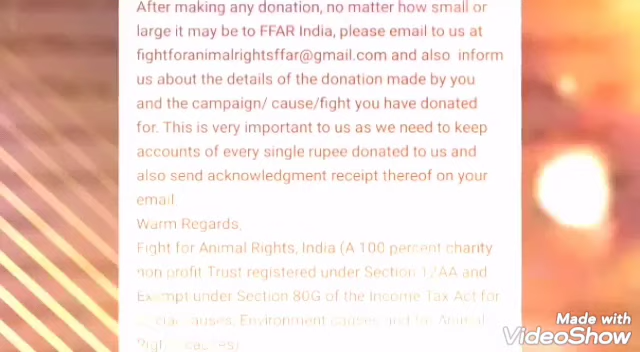 After making any donation, no matter how small or
large it may be to FFAR India, please email to us at
fightforanimalrightsffar@gmail.com and also inform
us about the details of the donation made by you
and the campaign/ cause/fight you have donated
for. This is very important to us as we need to keep
accounts of every single rupee donated to us and
also send acknowledgment receipt thereof on your
email.
Warm Regards,
Fight for Animal Rights, India (A 100 percent charity
non profit Trust registered under Section 12AA and
Exempt under Section 80G of the Income Tax Act for
causes, Environment causes and for Animal
Rights causes)
Made with
VideoShow